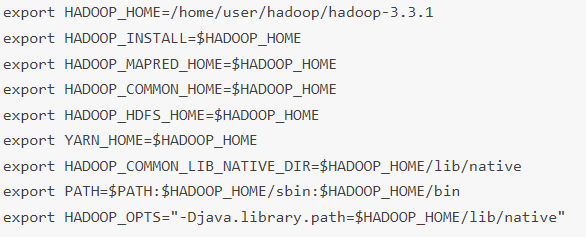 export HADOOP_HOME=/home/user/hadoop/hadoop-3.3.1
export HADOOP_INSTALL=$HADOOP_HOME
export HADOOP_MAPRED_HOME=$HADOOP_HOME
export HADOOP_COMMON_HOME=$HADOOP_HOME
export HADOOP_HDFS_HOME=$HADOOP_HOME
export YARN_HOME=$HADOOP_HOME
export HADOOP_COMMON_LIB_NATIVE_DIR=$HADOOP_HOME/lib/native
export PATH=$PATH:$HADOOP_HOME/sbin:$HADOOP_HOME/bin
export HADOOP_OPTS="-Djava.library.path=$HADOOP_HOME/lib/native"